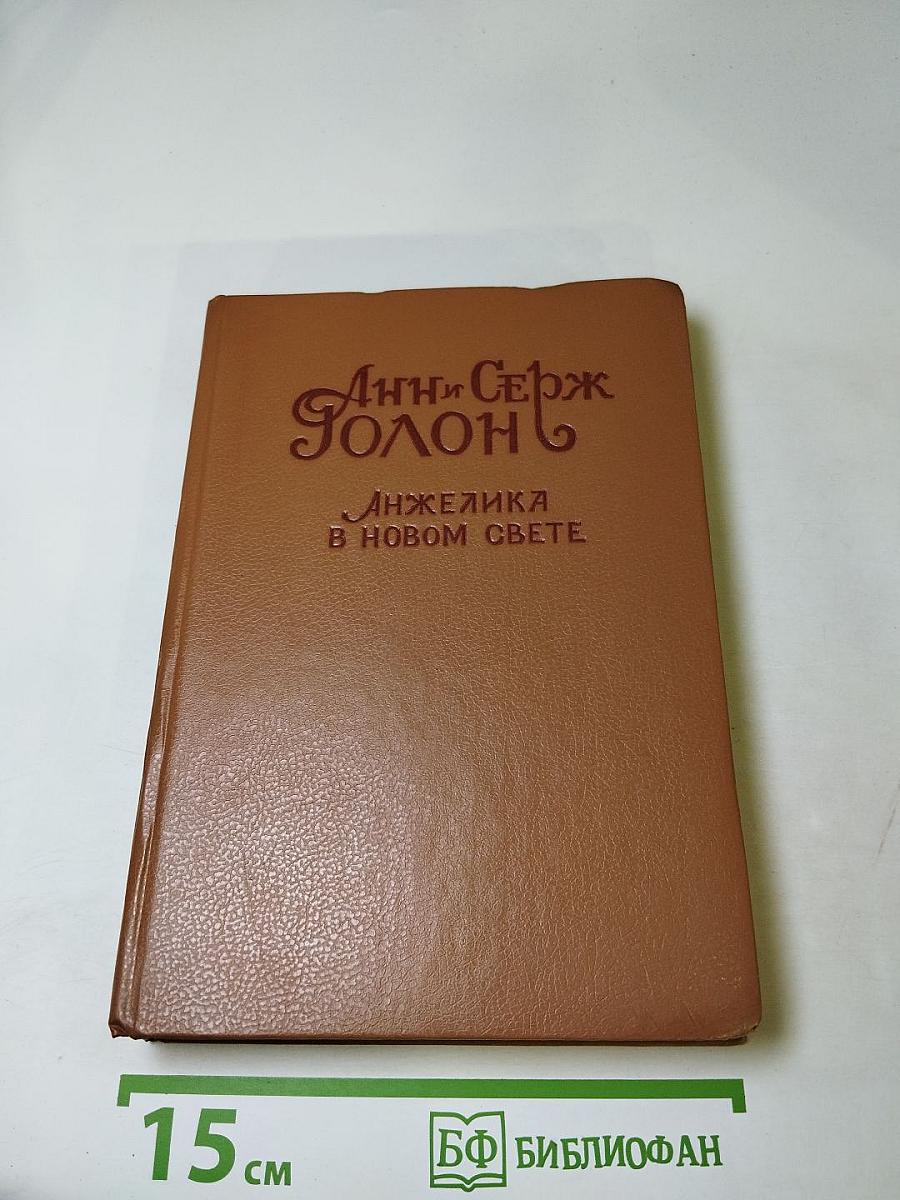 Анн и Серж
Голон
Анжелика
в новом свете
15 см
БФ БИБЛИОФАН